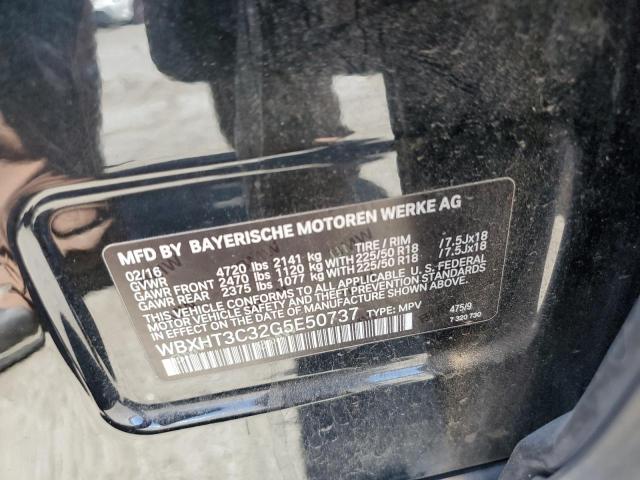 MFD BY BAYERISCHE MOTOREN WERKE AG
02/16 TIRE / RIM
GVWR 4720 lbs 2141 kg
GAWR FRONT 2470 lbs 1120 kg 225/50 R18 /7.5Jx18
GAWR REAR 2375 lbs 1077 kg WITH 225/50 R18 /7.5Jx18
THIS VEHICLE CONFORMS TO ALL APPLICABLE U. S. FEDERAL
MOTOR VEHICLE SAFETY AND THEFT PREVENTION STANDARDS
IN EFFECT ON THE DATE OF MANUFACTURE SHOWN ABOVE.
WBXHT3C32G5E50737 TYPE: MPV
475/9
7 320 730